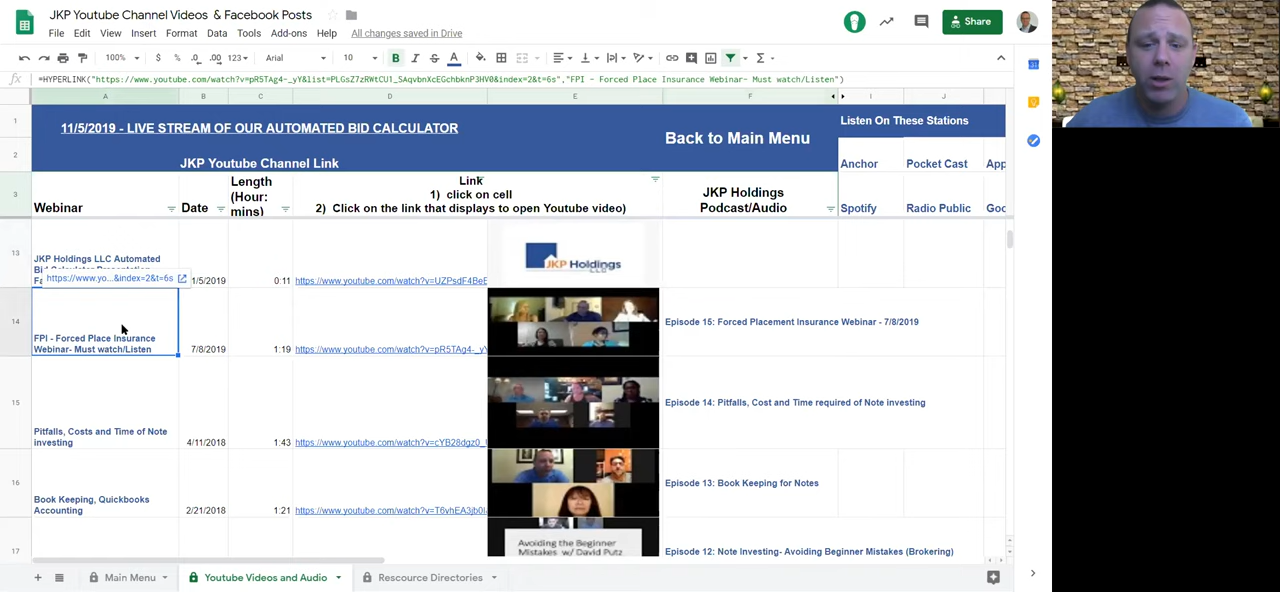 JKP Youtube Channel Videos & Facebook Posts
File Edit View Insert Format Data Tools Add-ons Help All changes saved in Drive
Share
100% $ % .0 .00 123 Arial 10 B I S A
fx =HYPERLINK("https://www.youtube.com/watch?v=pR5TAg4-_yY&list=PLGsZ7zRWtCU1_SAqvbnXcEGchbknP3HV0&index=2&t=6s","FPI - Forced Place Insurance Webinar- Must watch/Listen")
A B C D E F I J
1 11/5/2019 - LIVE STREAM OF OUR AUTOMATED BID CALCULATOR
Back to Main Menu
Listen On These Stations
2 JKP Youtube Channel Link
Anchor Pocket Cast App
3 Webinar
Date
Length
(Hour:
mins)
Link
1) click on cell
2) Click on the link that displays to open Youtube video)
JKP Holdings
Podcast/Audio
Spotify Radio Public Goo
13 JKP Holdings LLC Automated
https://www.yo...&index=2&t=6s
1/5/2019 0:11 https://www.youtube.com/watch?v=UZPsdF4BeE
JKP Holdings
LLC
14 FPI - Forced Place Insurance
Webinar- Must watch/Listen
7/8/2019 1:19 https://www.youtube.com/watch?v=pR5TAg4-_yY
Episode 15: Forced Placement Insurance Webinar - 7/8/2019
15 Pitfalls, Costs and Time of Note
investing
4/11/2018 1:43 https://www.youtube.com/watch?v=cYB28dgz0_
Episode 14: Pitfalls, Cost and Time required of Note investing
16 Book Keeping, Quickbooks
Accounting
2/21/2018 1:21 https://www.youtube.com/watch?v=T6vhEA3jb0I
Episode 13: Book Keeping for Notes
17 Avoiding the Beginner
Mistakes w/ David Putz
Episode 12: Note Investing- Avoiding Beginner Mistakes (Brokering)
Main Menu Youtube Videos and Audio Rescource Directories